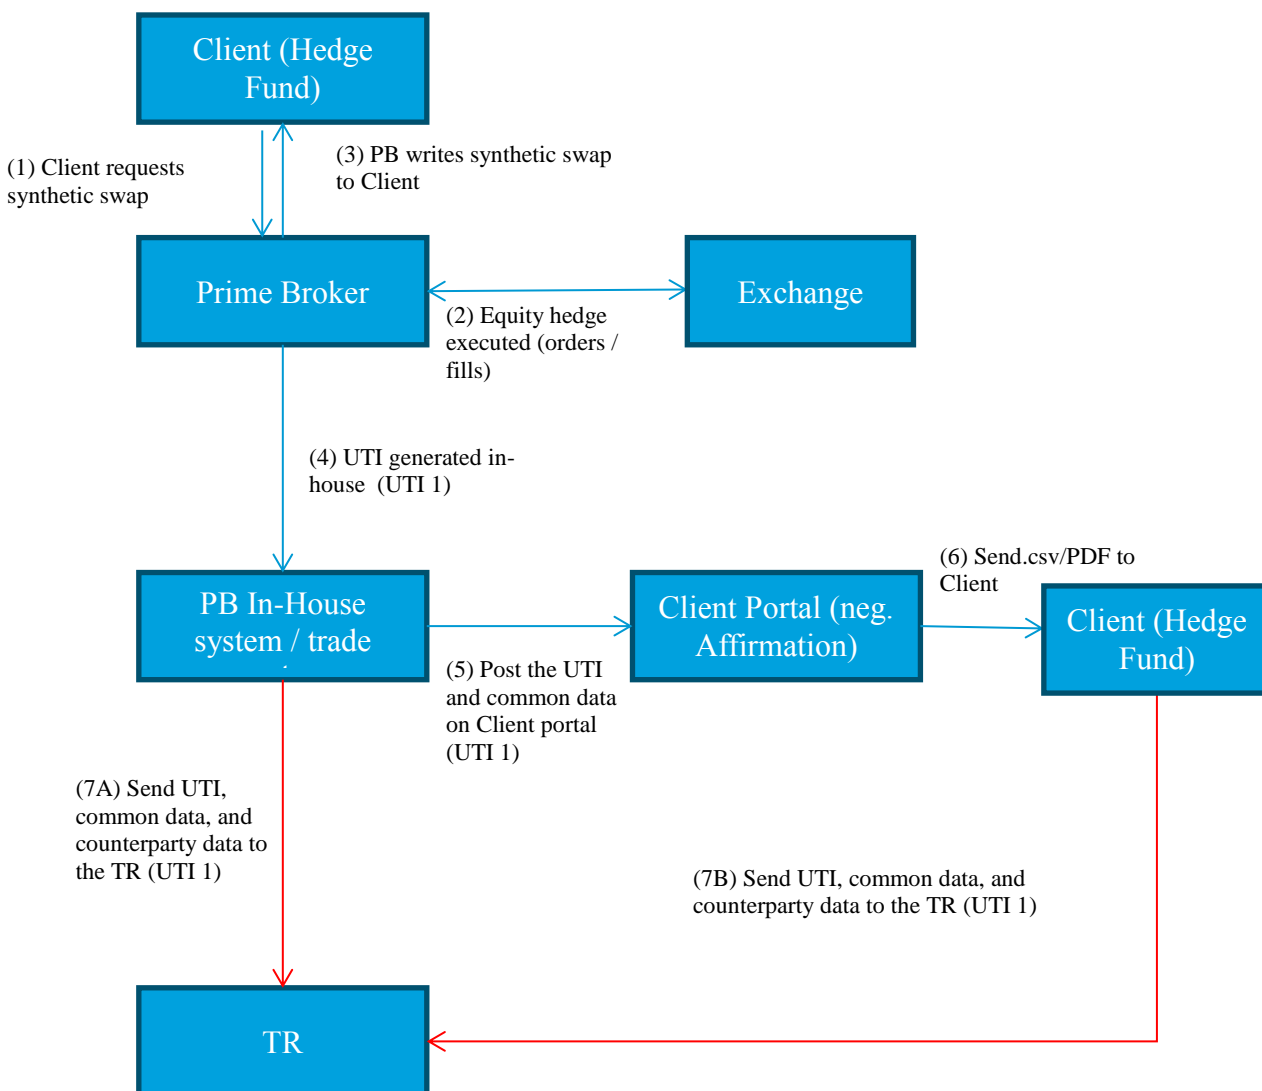 Client (Hedge
Fund)
(1) Client requests
synthetic swap
(3) PB writes synthetic swap
to Client
Prime Broker
Exchange
(2) Equity hedge
executed (orders /
fills)
(4) UTI generated in-
house  (UTI 1)
PB In-House
system / trade
Client Portal (neg.
Affirmation)
(6) Send.csv/PDF to
Client
Client (Hedge
Fund)
(5) Post the UTI
and common data
on Client portal
(UTI 1)
(7A) Send UTI,
common data, and
counterparty data to
the TR (UTI 1)
(7B) Send UTI, common data, and
counterparty data to the TR (UTI 1)
TR